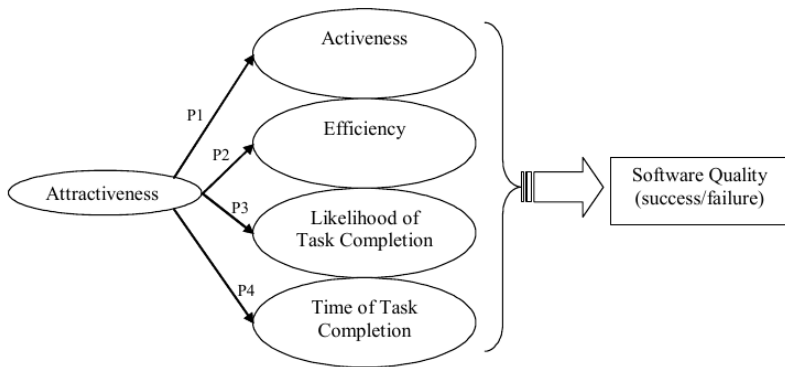 Activeness
P1
Efficiency
P2
Attractiveness
P3
Likelihood of
Task Completion
P4
Time of Task
Completion
Software Quality
(success/failure)